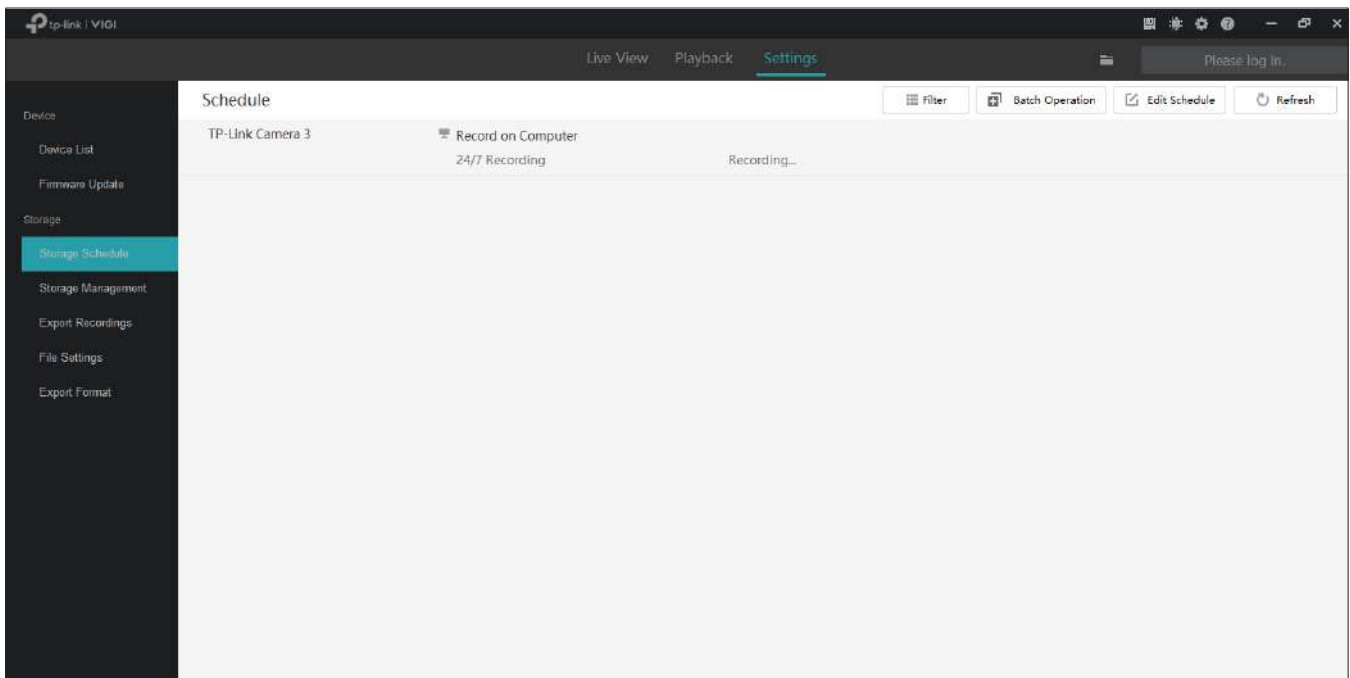 tp-link | VIGI
Live View Playback Settings
Please log in.
Device
Device List
Firmware Update
Storage
Storage Schedule
Storage Management
Export Recordings
File Settings
Export Format
Schedule
Filter
Batch Operation
Edit Schedule
Refresh
TP-Link Camera 3
Record on Computer
24/7 Recording
Recording...